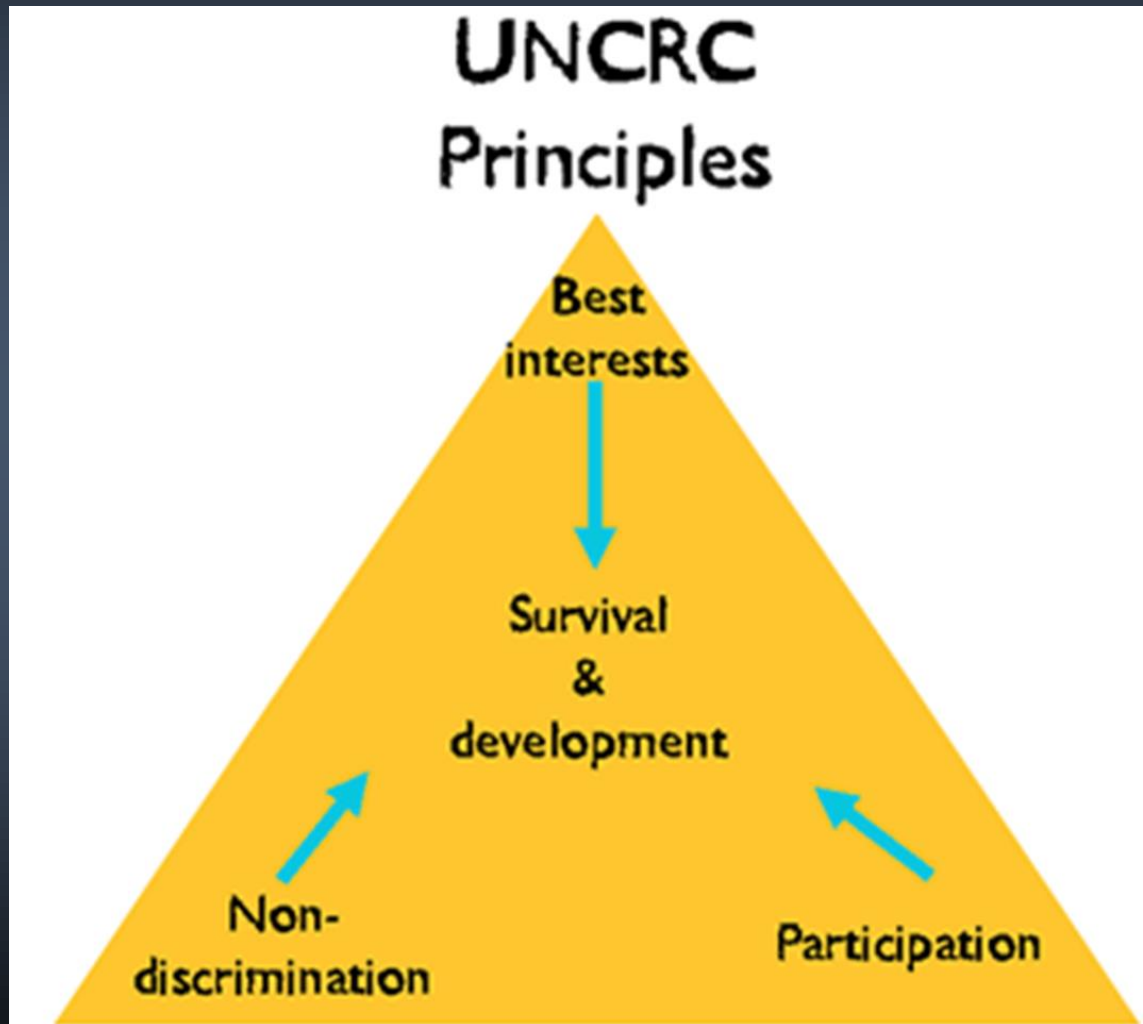 UNCRC
Principles
Best
interests
Survival
&
development
Non-
discrimination
Participation